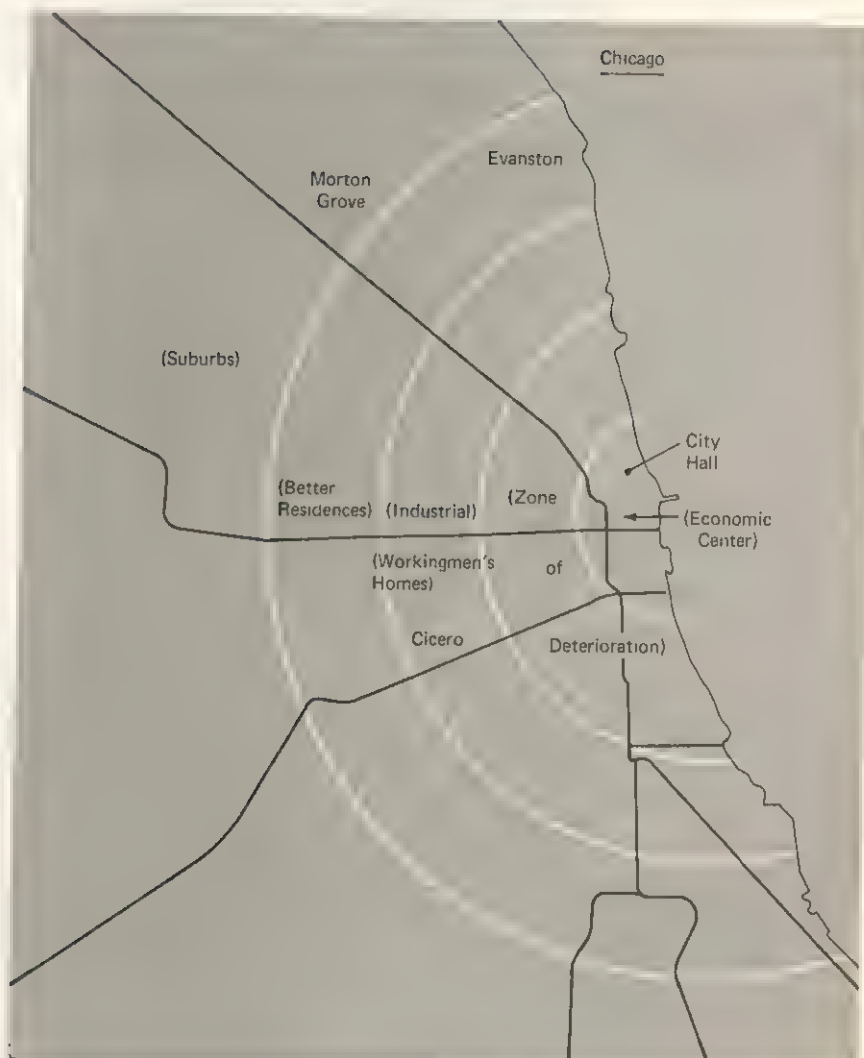 Chicago
Evanston
Morton
Grove
(Suburbs)
City
Hall
(Better
Residences)
(Industrial)
(Zone
(Economic
Center)
(Workingmen's
Homes)
of
Cicero
Deterioration)